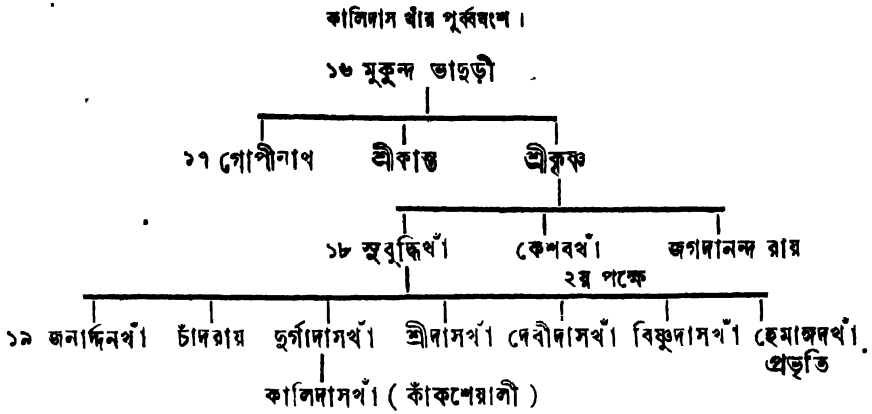 কালিদাস খাঁর পূর্ব্ববংশ।
১৬ মুকুন্দ ভাদুড়ী
১৭ গোপীনাথ শ্রীকান্ত শ্রীকৃষ্ণ
১৮ সুবুদ্ধিখাঁ কেশবখাঁ জগদানন্দ রায়
২য় পক্ষে
১৯ জনার্দ্দনখাঁ চাঁদরায় দুর্গাদাসখাঁ শ্রীদাসখাঁ দেবীদাসখাঁ বিষ্ণুদাসখাঁ হেমাঙ্গদখাঁ
প্রভৃতি
কালিদাসখাঁ ( কাঁকশেয়ালী )